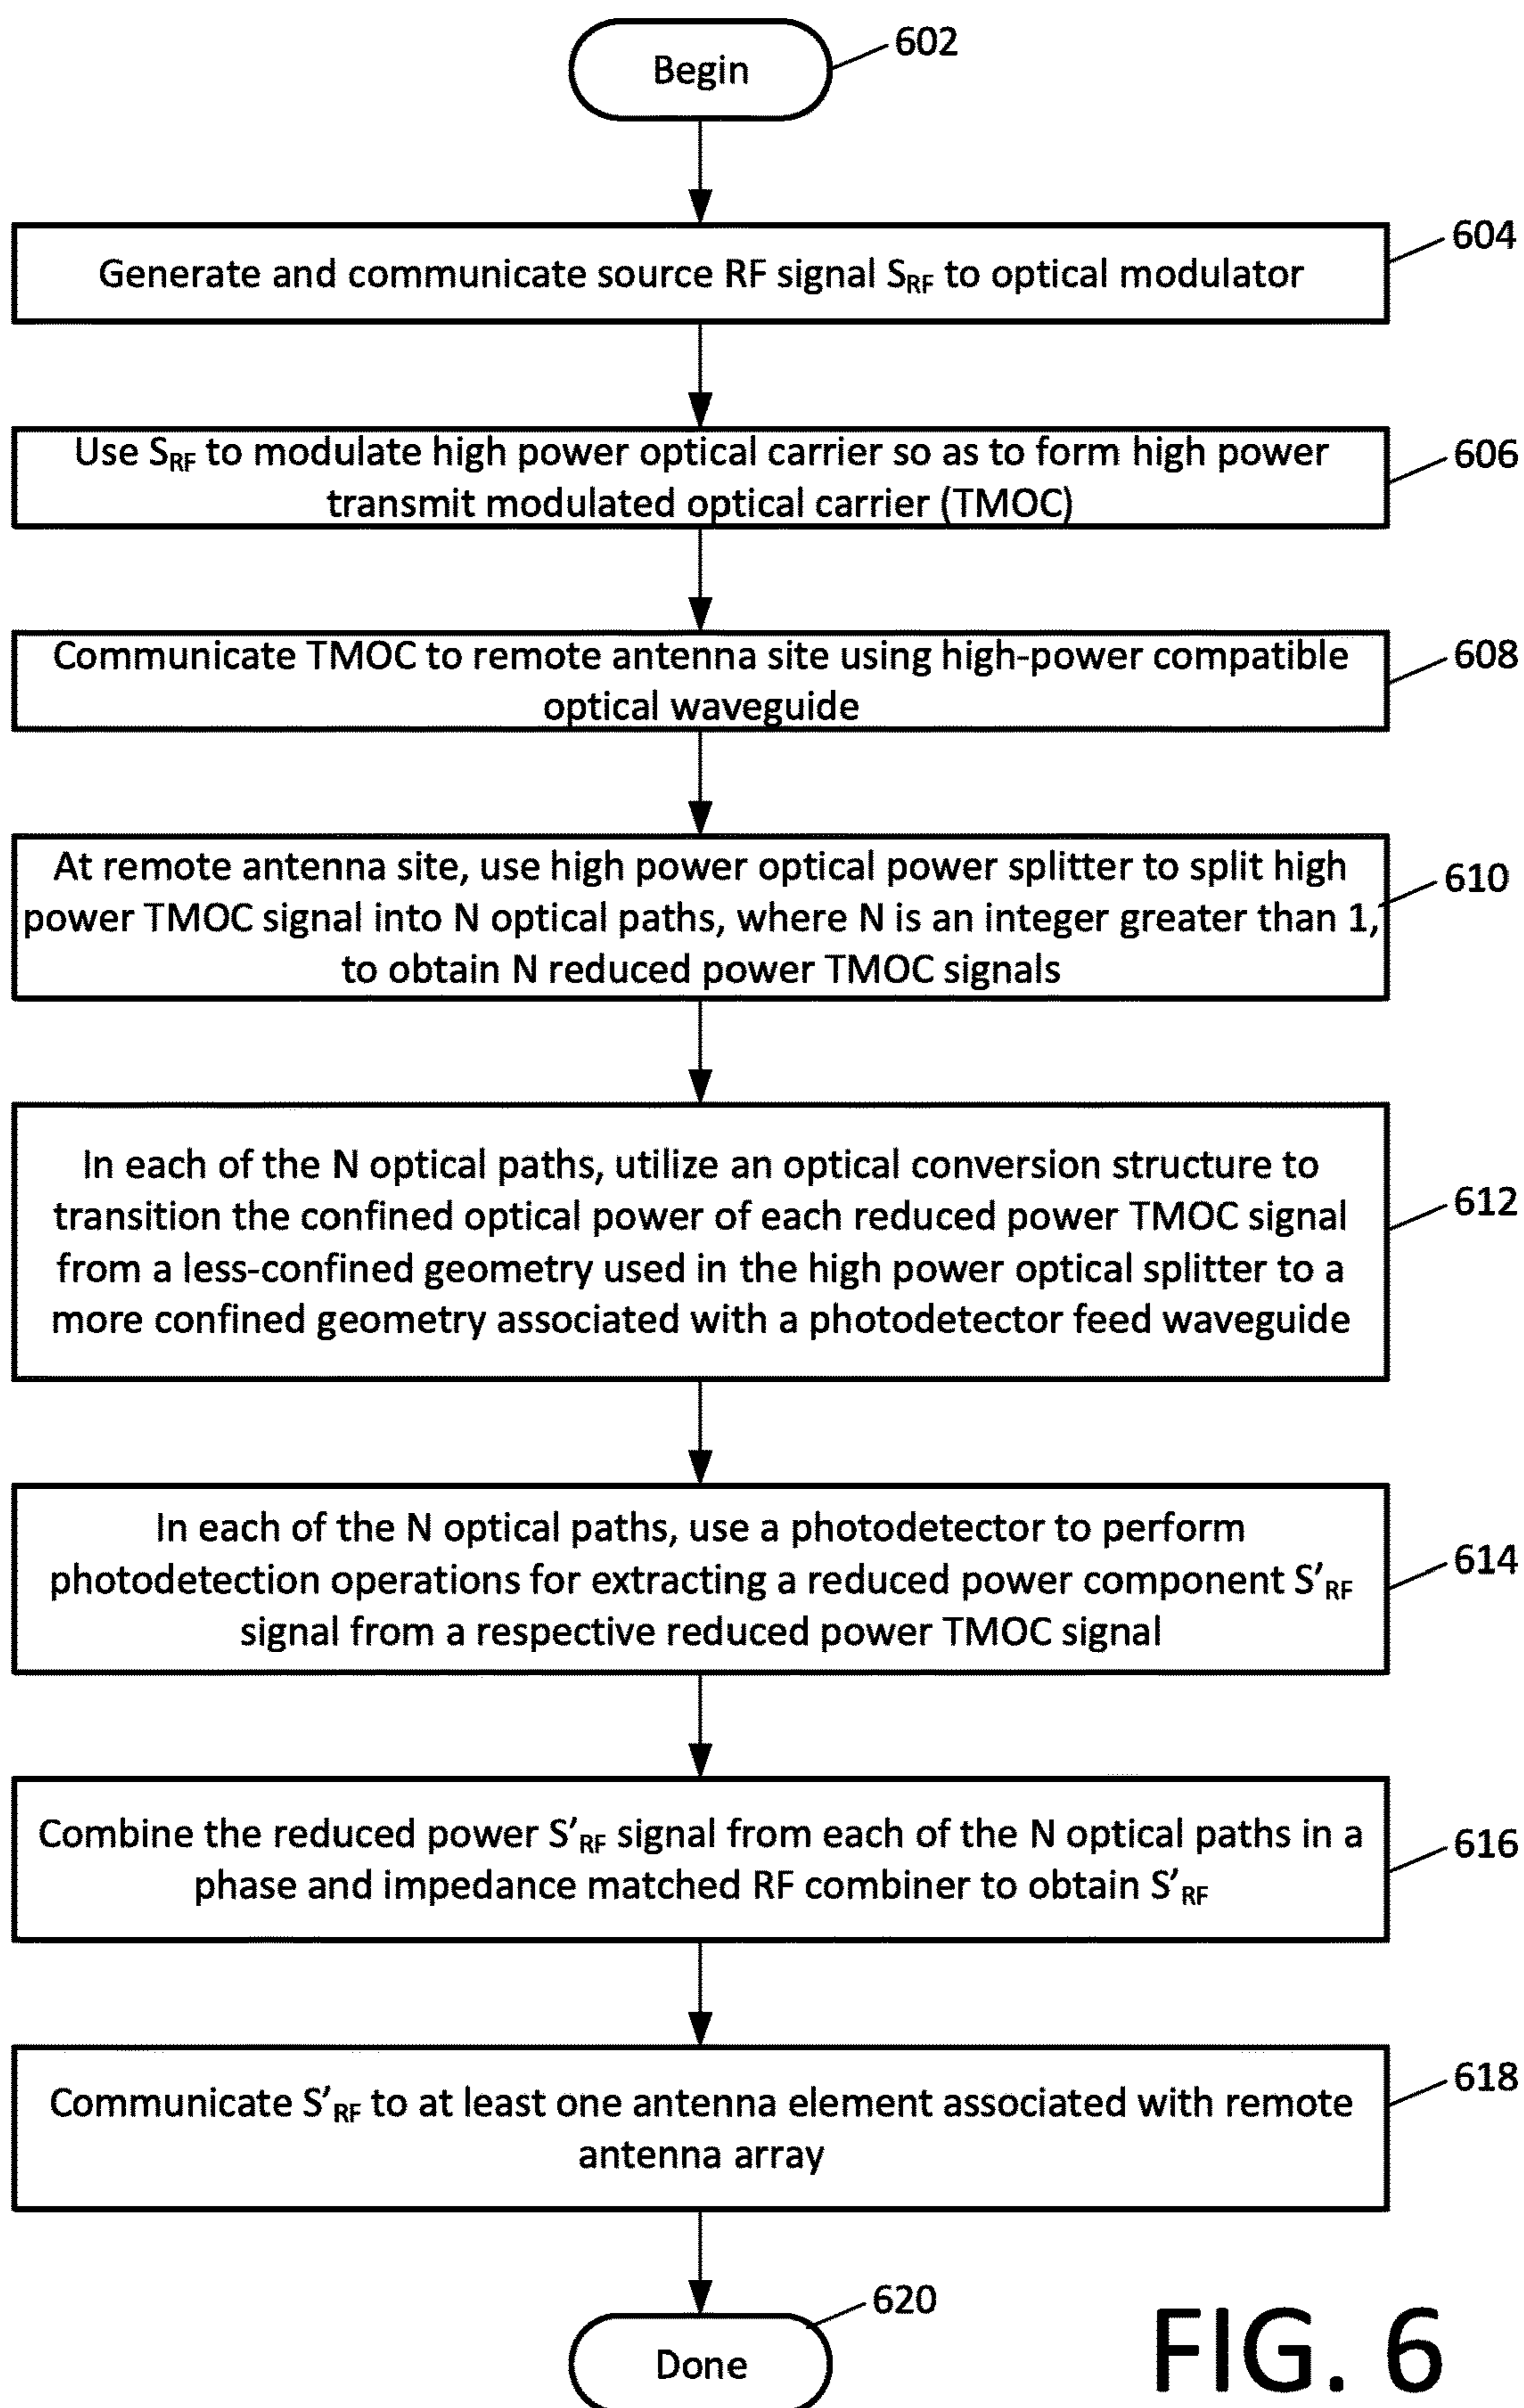 Begin
602
604
Generate and communicate source RF signal S_RF to optical modulator
606
Use S_RF to modulate high power optical carrier so as to form high power
transmit modulated optical carrier (TMOC)
608
Communicate TMOC to remote antenna site using high-power compatible
optical waveguide
610
At remote antenna site, use high power optical power splitter to split high
power TMOC signal into N optical paths, where N is an integer greater than 1,
to obtain N reduced power TMOC signals
612
In each of the N optical paths, utilize an optical conversion structure to
transition the confined optical power of each reduced power TMOC signal
from a less-confined geometry used in the high power optical splitter to a
more confined geometry associated with a photodetector feed waveguide
614
In each of the N optical paths, use a photodetector to perform
photodetection operations for extracting a reduced power component S'_RF
signal from a respective reduced power TMOC signal
616
Combine the reduced power S'_RF signal from each of the N optical paths in a
phase and impedance matched RF combiner to obtain S'_RF
618
Communicate S'_RF to at least one antenna element associated with remote
antenna array
620
Done
FIG. 6